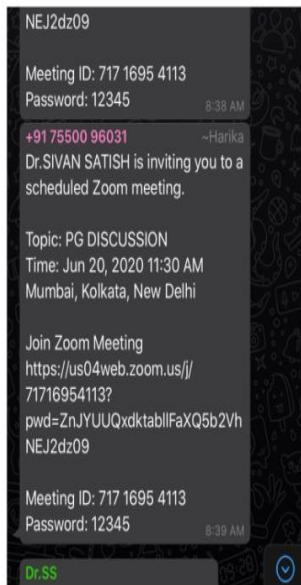 NEJ2dz09
Meeting ID: 717 1695 4113
Password: 12345
8:38 AM
+91 75500 96031 ~Harika
Dr.SIVAN SATISH is inviting you to a
scheduled Zoom meeting.
Topic: PG DISCUSSION
Time: Jun 20, 2020 11:30 AM
Mumbai, Kolkata, New Delhi
Join Zoom Meeting
https://us04web.zoom.us/j/
71716954113?
pwd=ZnJYUUQxdktabllFaXQ5b2Vh
NEJ2dz09
Meeting ID: 717 1695 4113
Password: 12345
8:39 AM
Dr.SS